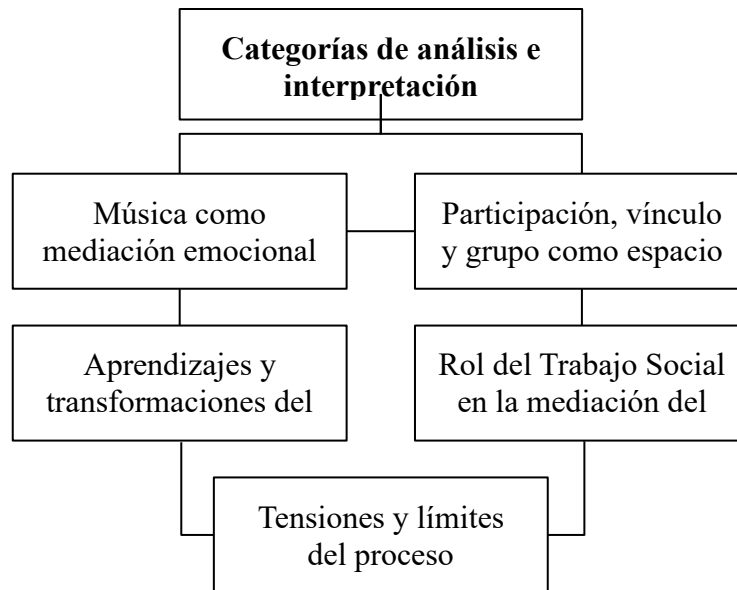 Categorías de análisis e
interpretación
Música como
mediación emocional
Participación, vínculo
y grupo como espacio
Aprendizajes y
transformaciones del
Rol del Trabajo Social
en la mediación del
Tensiones y límites
del proceso